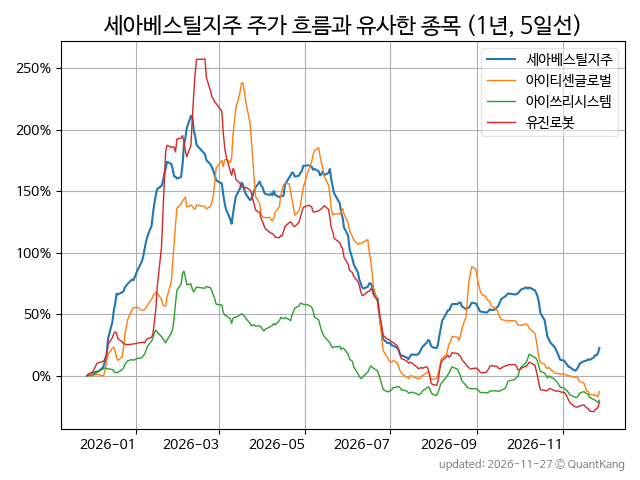 세아베스틸지주 주가 흐름과 유사한 종목 (1년, 5일선)
세아베스틸지주
아이티센글로벌
아이쓰리시스템
유진로봇
250%
200%
150%
100%
50%
0%
2026-01
2026-03
2026-05
2026-07
2026-09
2026-11
updated: 2026-11-27 © QuantKang